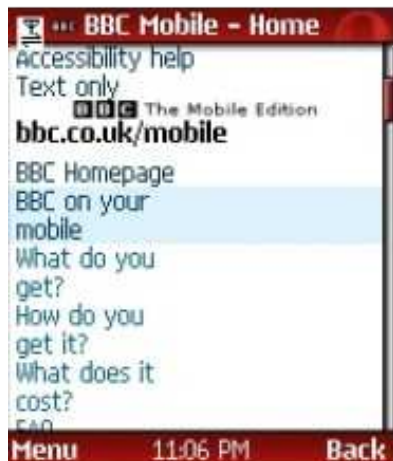 BBC BBC Mobile - Home
Accessibility help
Text only
BBC The Mobile Edition
bbc.co.uk/mobile
BBC Homepage
BBC on your
mobile
What do you
get?
How do you
get it?
What does it
cost?
FAQ
Menu 11:06 PM Back